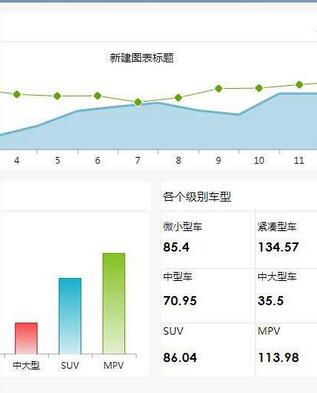 新建图表标题
4 5 6 7 8 9 10 11
各个级别车型
微小型车 紧凑型车
85.4 134.57
中型车 中大型车
70.95 35.5
SUV MPV
86.04 113.98
中大型 SUV MPV